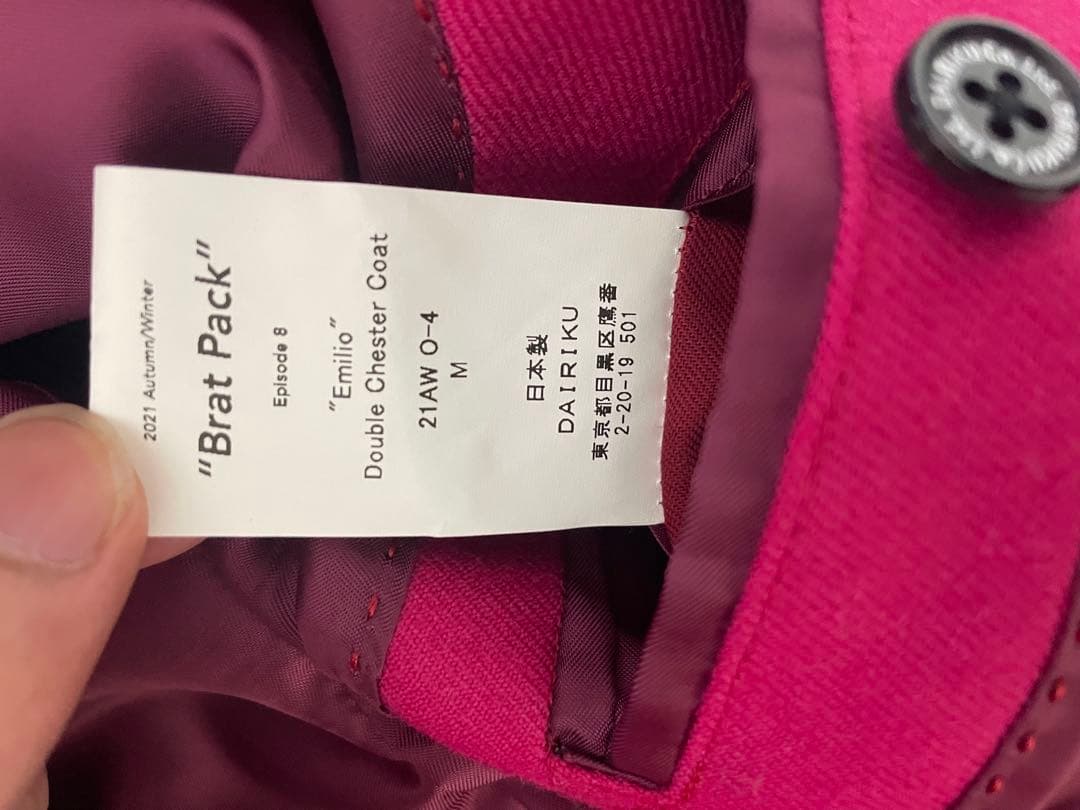 2021 Autumn/Winter
"Brat Pack"
Episode 8
"Emilio"
Double Chester Coat
21AW O-4
M
日本製
DAIRIKU
東京都目黒区鷹番
2-20-19 501